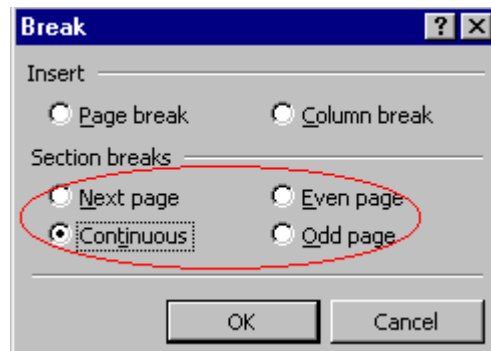 Break
Insert
Page break Column break
Section breaks
Next page Even page
Continuous Odd page
OK Cancel